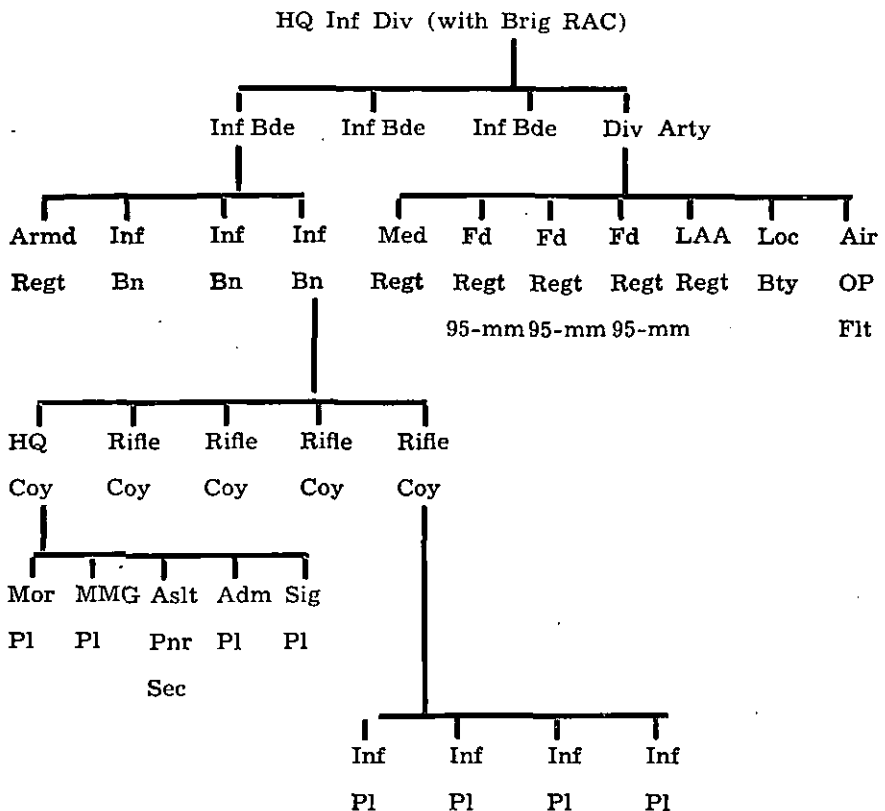 HQ Inf Div (with Brig RAC)
Inf Bde Inf Bde Inf Bde Div Arty
Armd Inf Inf Inf Med Fd Fd Fd LAA Loc Air
Regt Bn Bn Bn Regt Regt Regt Regt Regt Bty OP
95-mm 95-mm 95-mm Flt
HQ Rifle Rifle Rifle Rifle
Coy Coy Coy Coy Coy
Mor MMG Aslt Adm Sig
Pl Pl Pnr Pl Pl
Sec
Inf Inf Inf Inf
Pl Pl Pl Pl